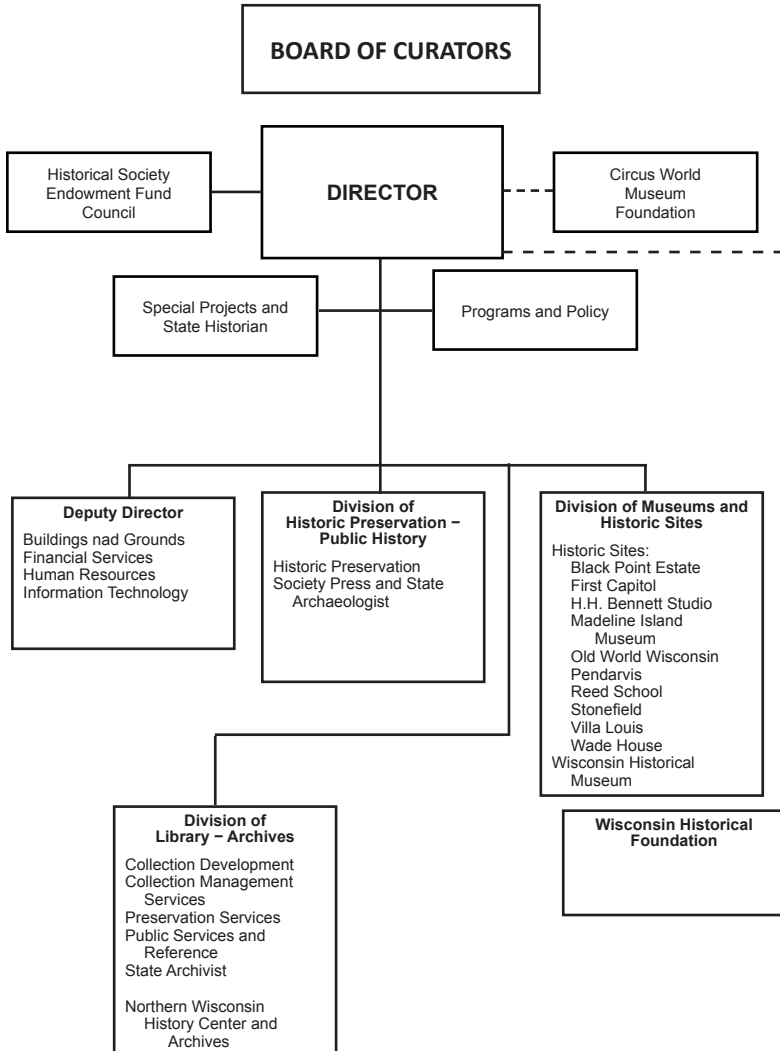 BOARD OF CURATORS
Historical Society
Endowment Fund
Council
DIRECTOR
Circus World
Museum
Foundation
Special Projects and
State Historian
Programs and Policy
Deputy Director
Buildings nad Grounds
Financial Services
Human Resources
Information Technology
Division of
Historic Preservation –
Public History
Historic Preservation
Society Press and State
Archaeologist
Division of Museums and
Historic Sites
Historic Sites:
Black Point Estate
First Capitol
H.H. Bennett Studio
Madeline Island
Museum
Old World Wisconsin
Pendarvis
Reed School
Stonefield
Villa Louis
Wade House
Wisconsin Historical
Museum
Division of
Library – Archives
Collection Development
Collection Management
Services
Preservation Services
Public Services and
Reference
State Archivist
Northern Wisconsin
History Center and
Archives
Wisconsin Historical
Foundation